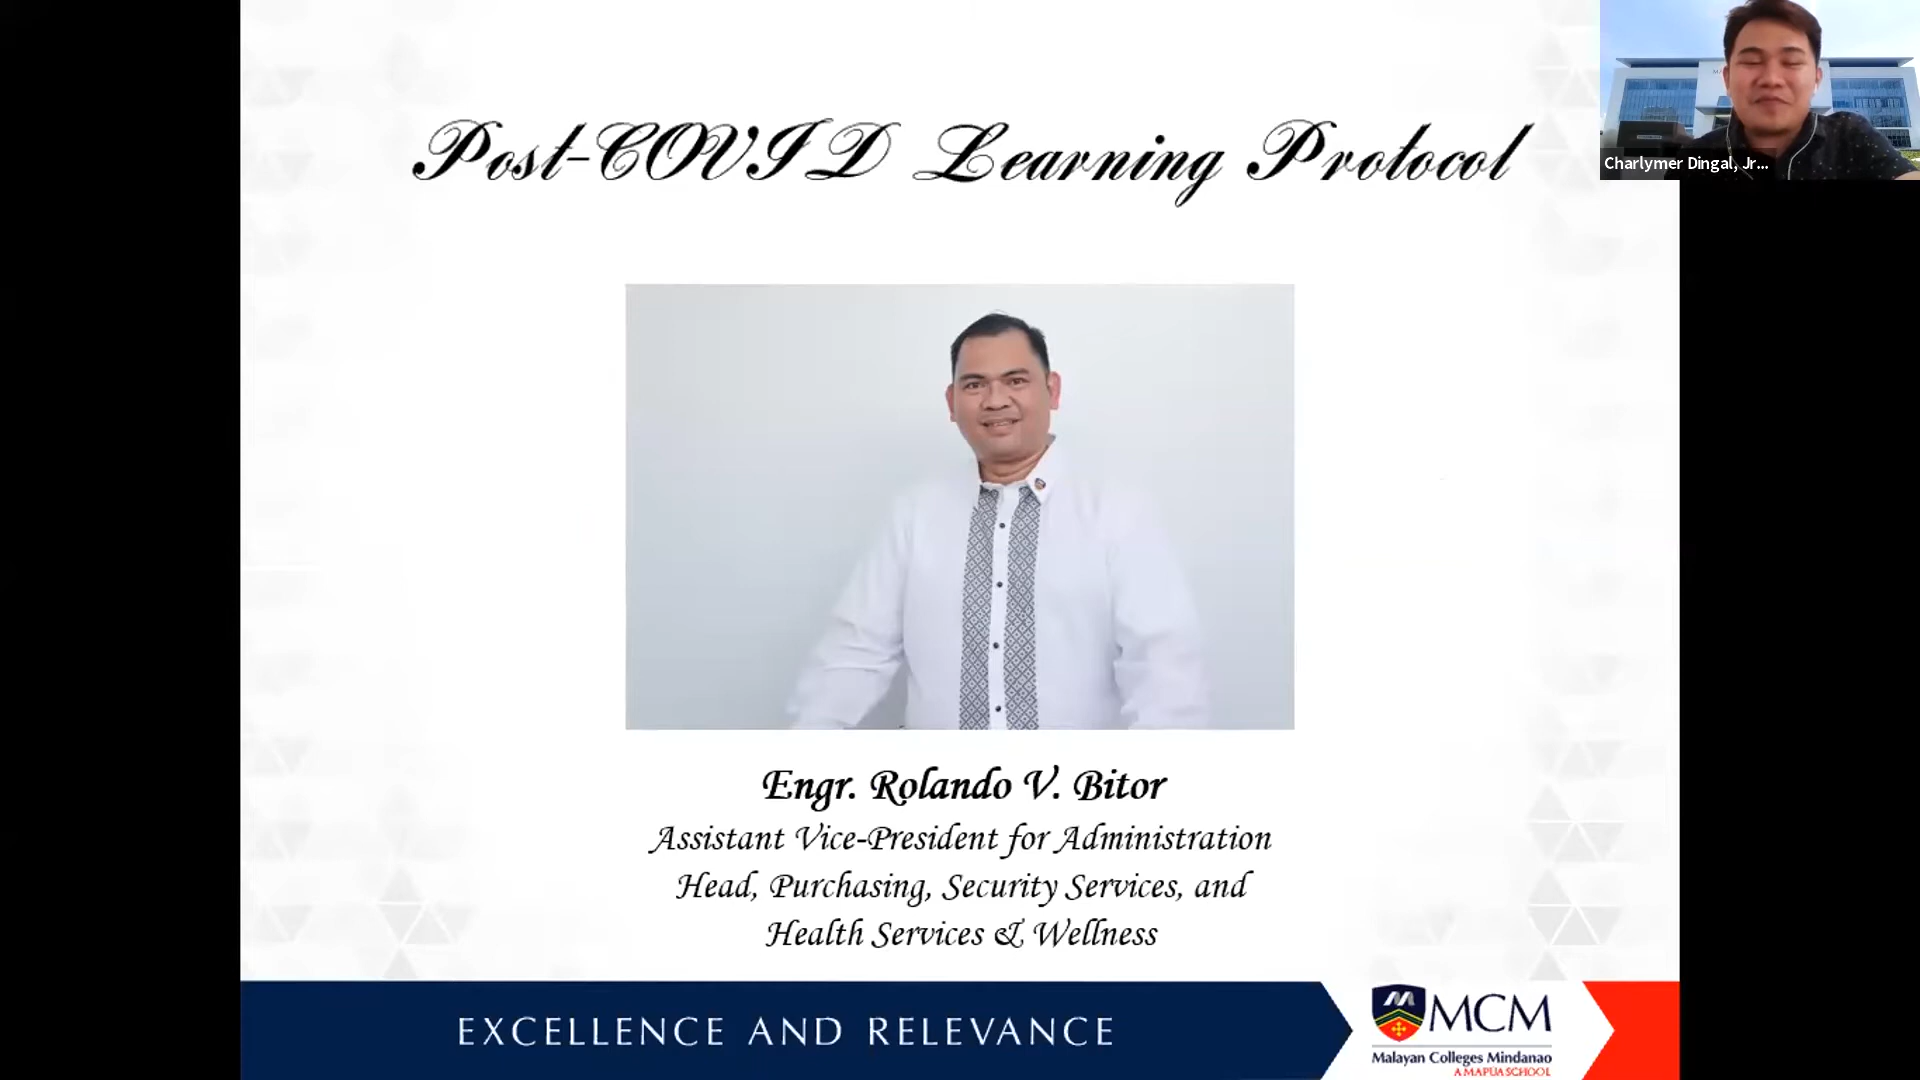 Post-COVID Learning Protocol
Charlymer Dingal, Jr...
Engr. Rolando V. Bitor
Assistant Vice-President for Administration
Head, Purchasing, Security Services, and
Health Services & Wellness
EXCELLENCE AND RELEVANCE
MCM
Malayan Colleges Mindanao
A MAPUA SCHOOL